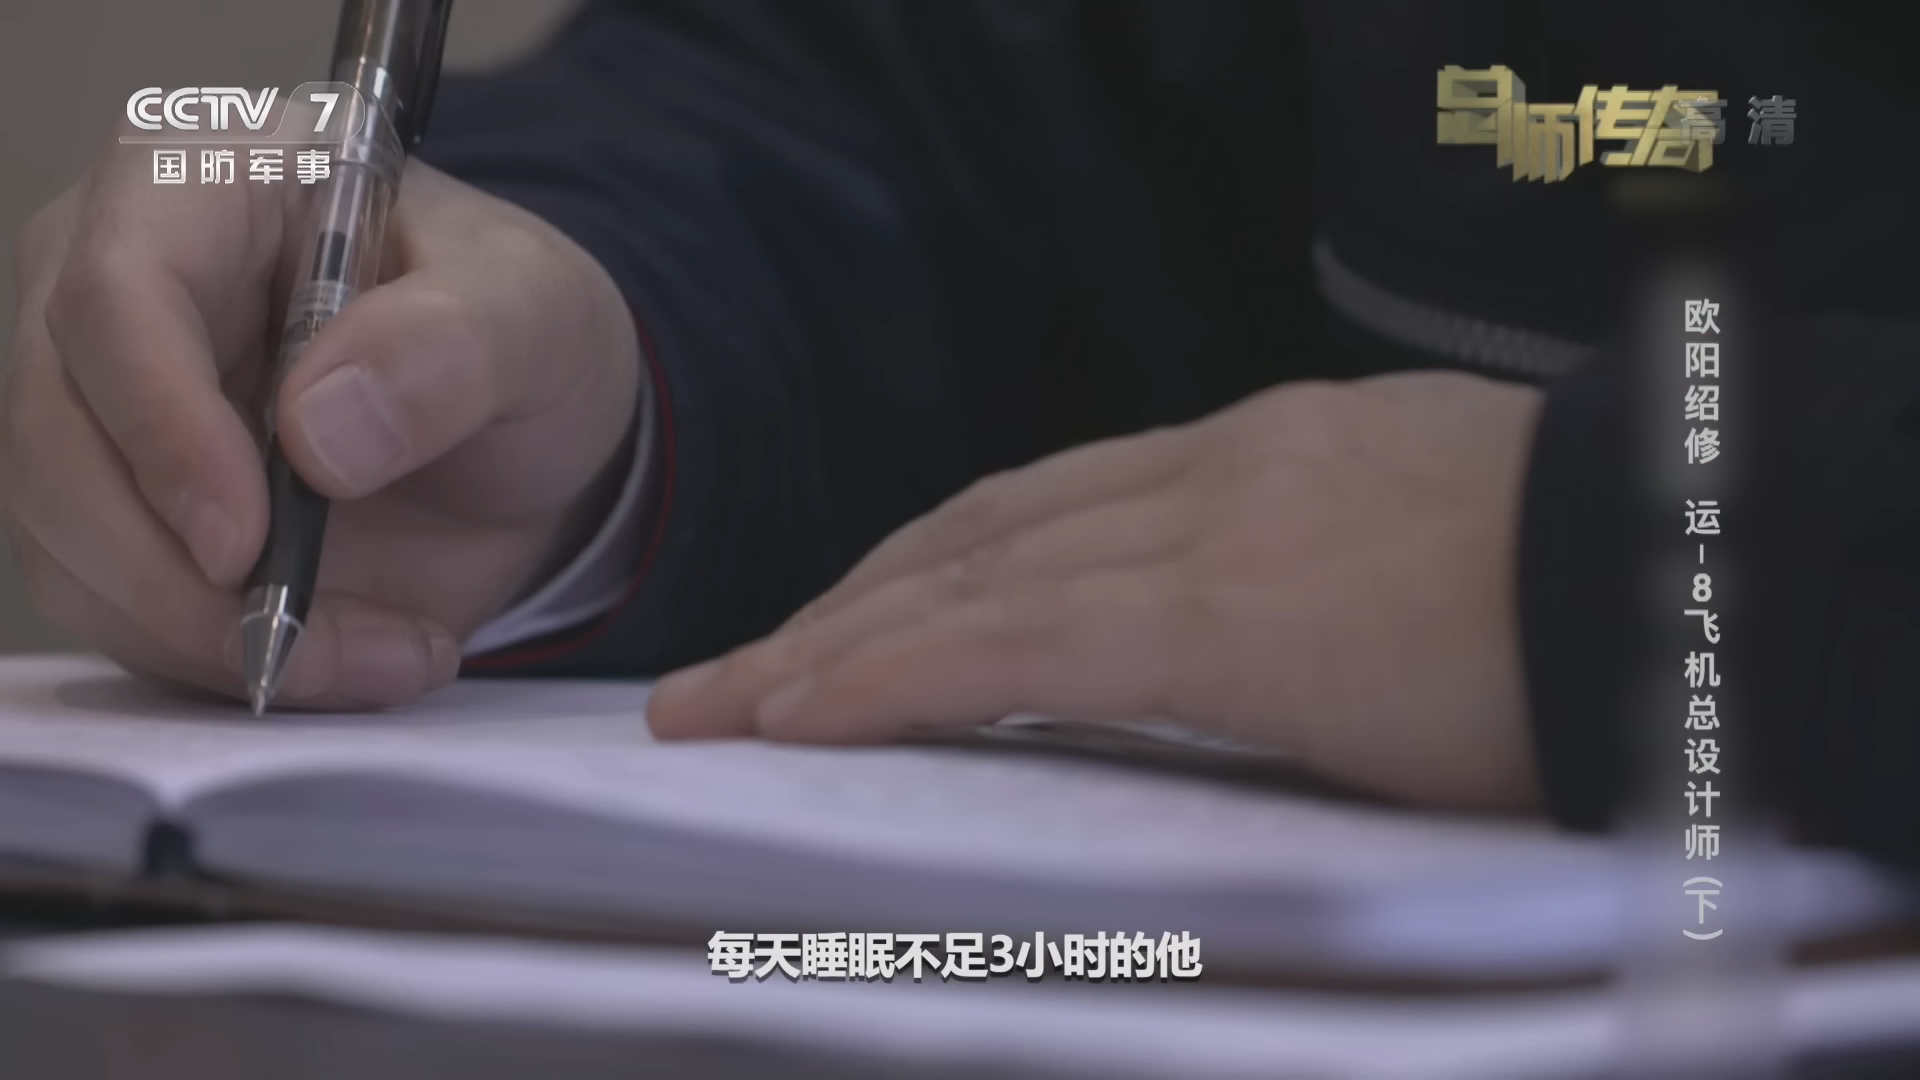 CCTV 7
国防军事
总师传奇
高清
欧阳绍修 运-8飞机总设计师(下)
每天睡眠不足3小时的他